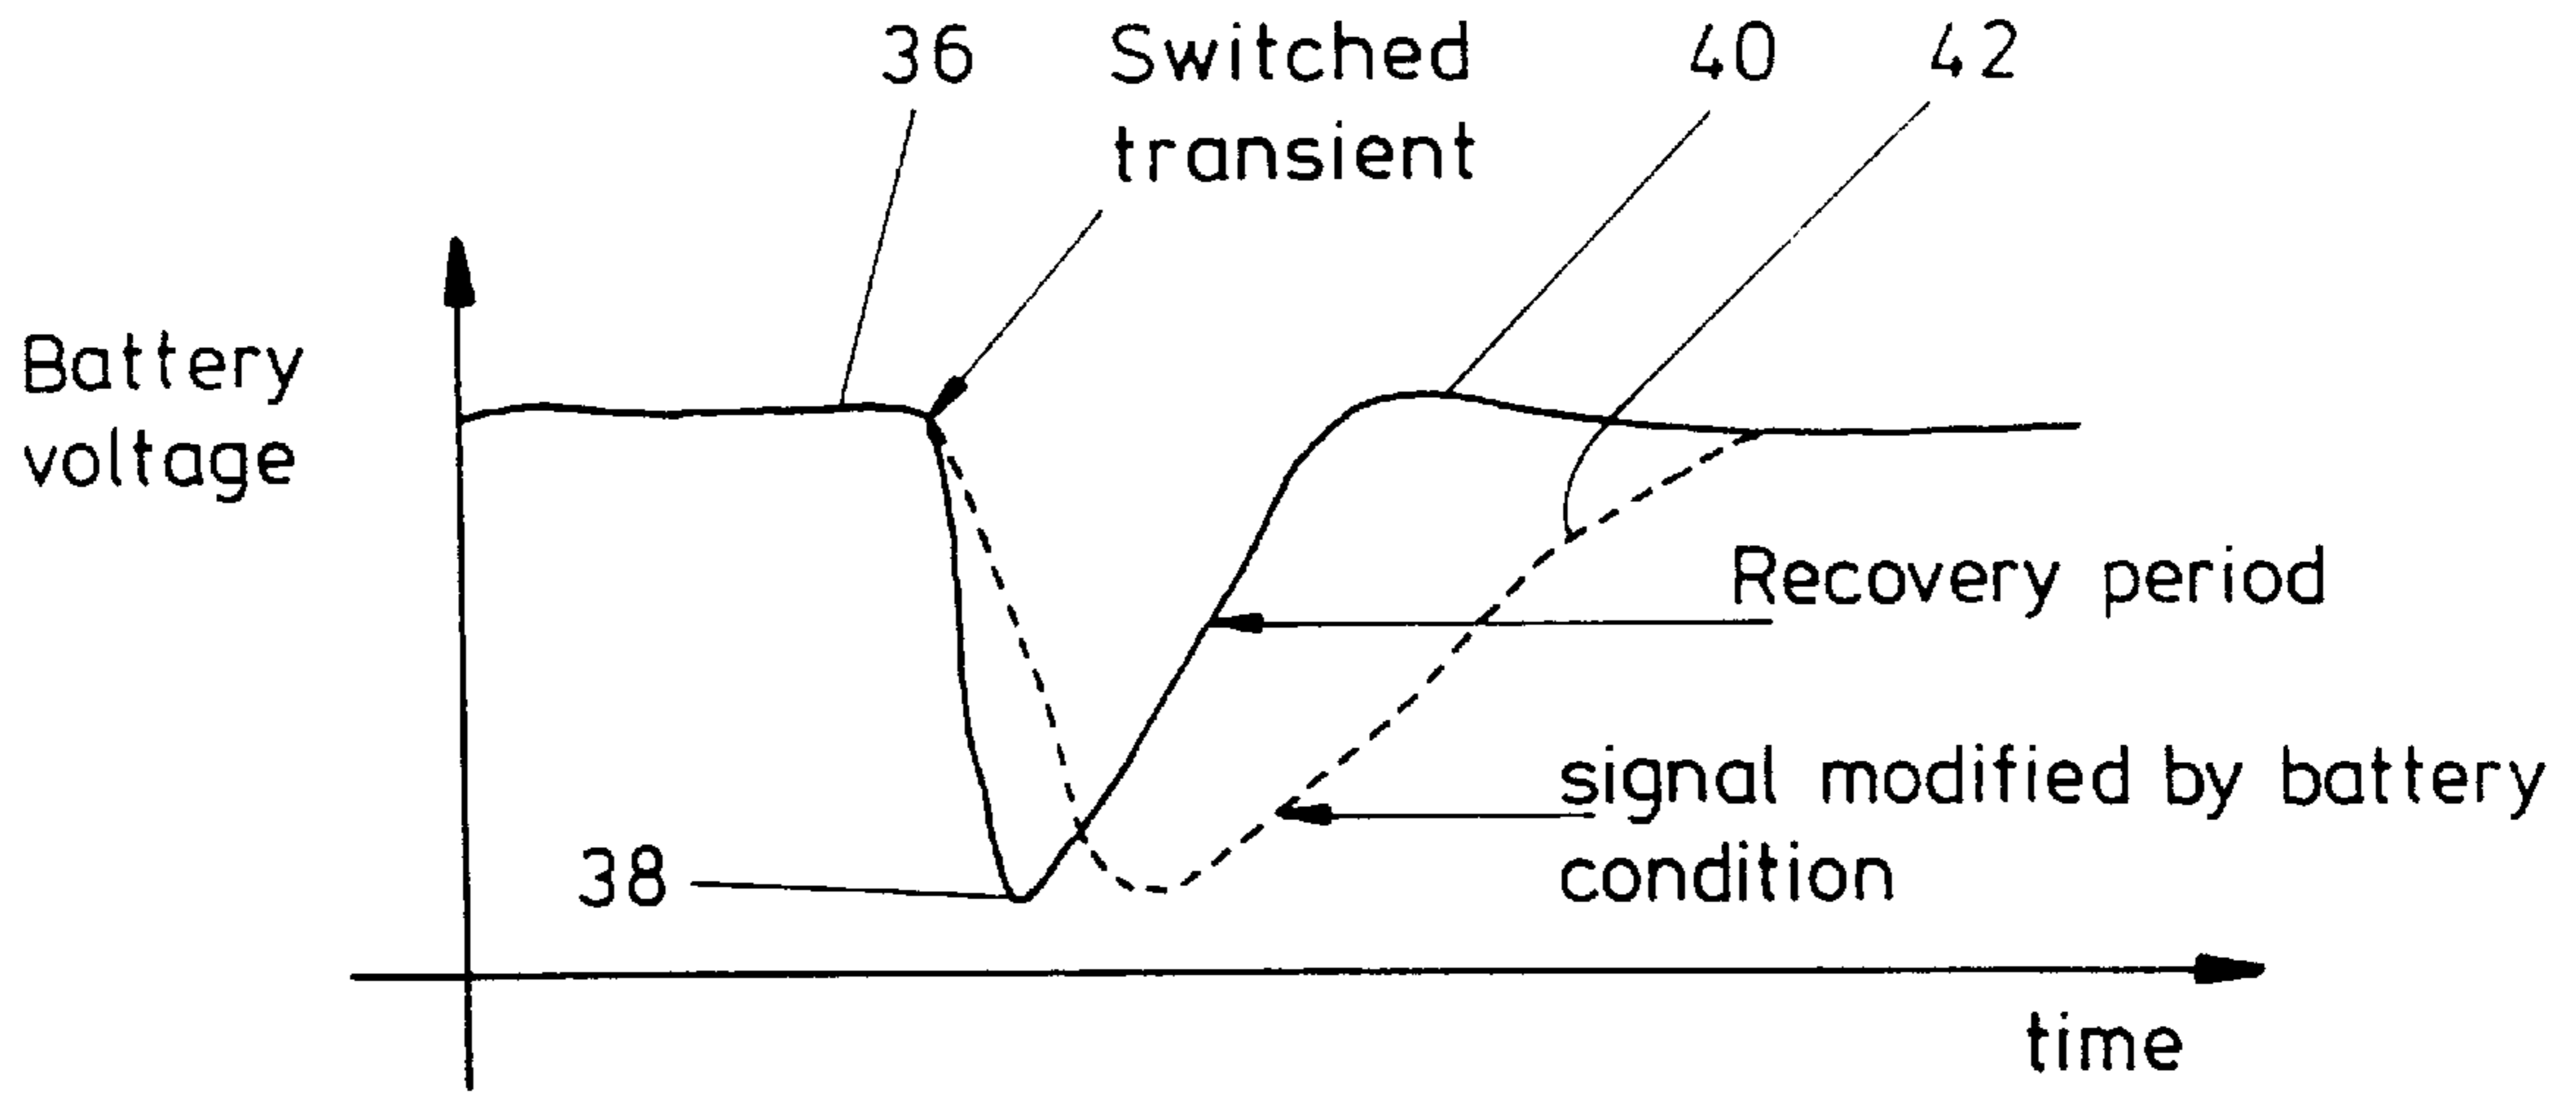 36
Switched
transient
40
42
Battery
voltage
Recovery period
signal modified by battery
condition
38
time